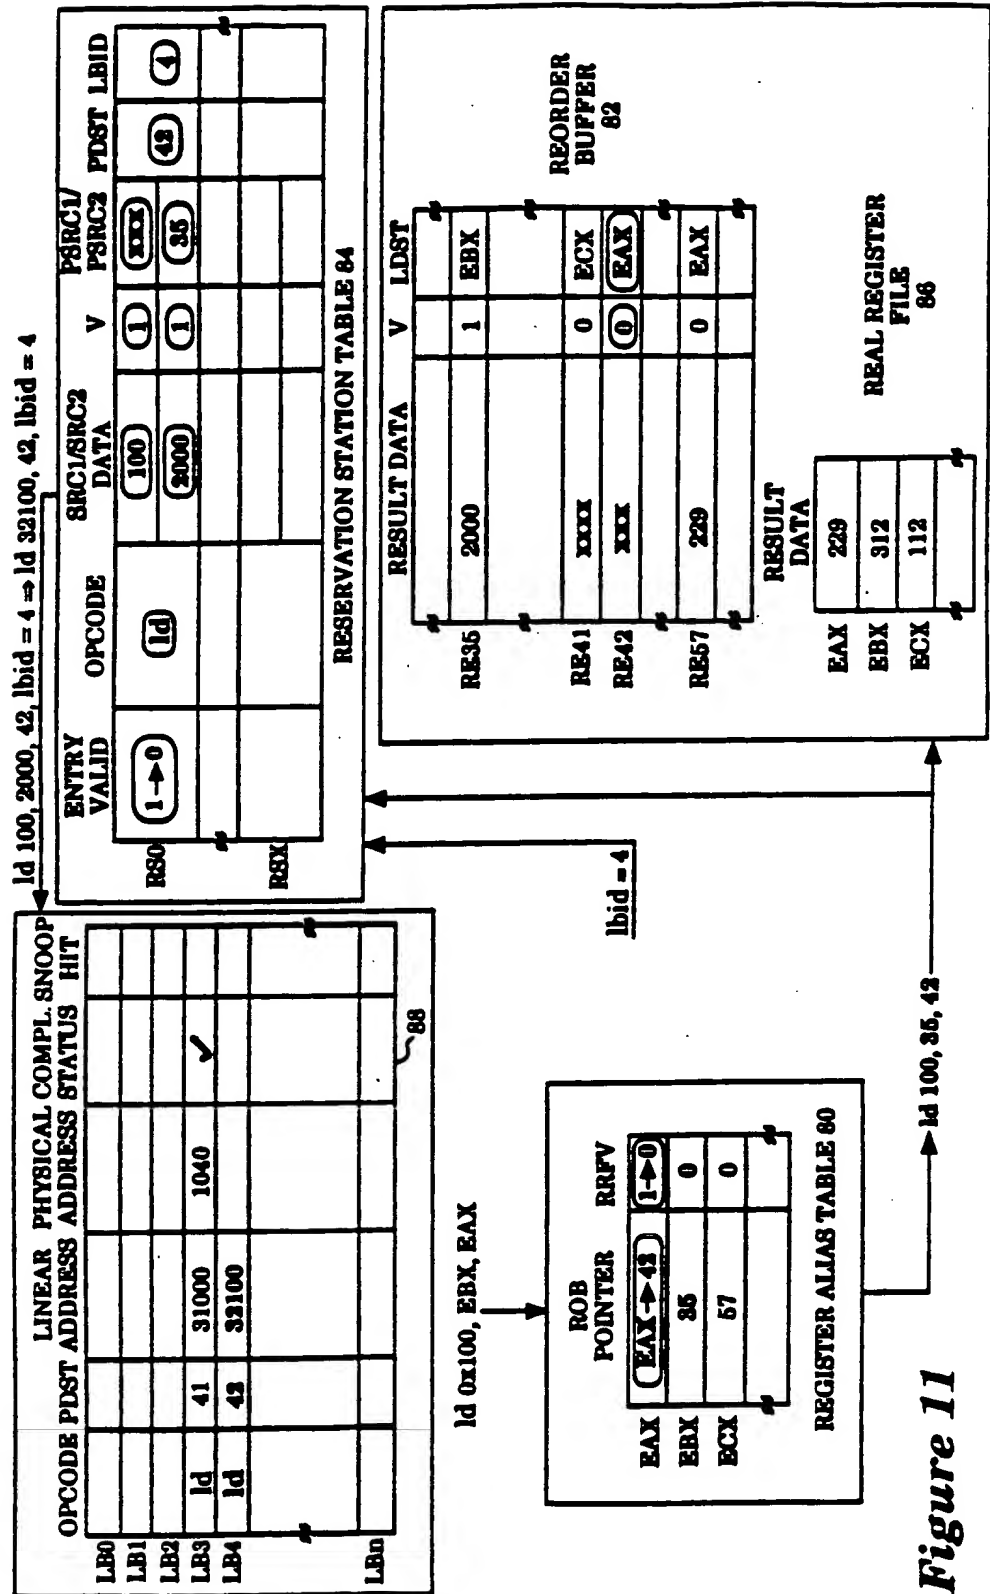 ld 100, 2000, 42, lbid = 4 ⇒ ld 32100, 42, lbid = 4
OPCODE PDST LINEAR ADDRESS PHYSICAL ADDRESS COMPL. STATUS SNOOP HIT
LB0
LB1
LB2
LB3 ld 41 31000 1040 ✓
LB4 ld 42 32100
LBn
88
ENTRY VALID OPCODE SRC1/SRC2 DATA V PSRC1/PSRC2 PDST LBID
RS0 1→0 ld 100 1 xxx 42 4
2000 1 35
RSX
RESERVATION STATION TABLE 84
ld 0x100, EBX, EAX
lbid = 4
ROB POINTER RRFV
EAX EAX→42 1→0
EBX 35 0
ECX 57 0
REGISTER ALIAS TABLE 80
ld 100, 35, 42
RESULT DATA V LDST
RE35 2000 1 EBX
RE41 xxxx 0 ECX
RE42 xxx 0 EAX
RE57 229 0 EAX
REORDER BUFFER 82
RESULT DATA
EAX 229
EBX 312
ECX 112
REAL REGISTER FILE 86
Figure 11